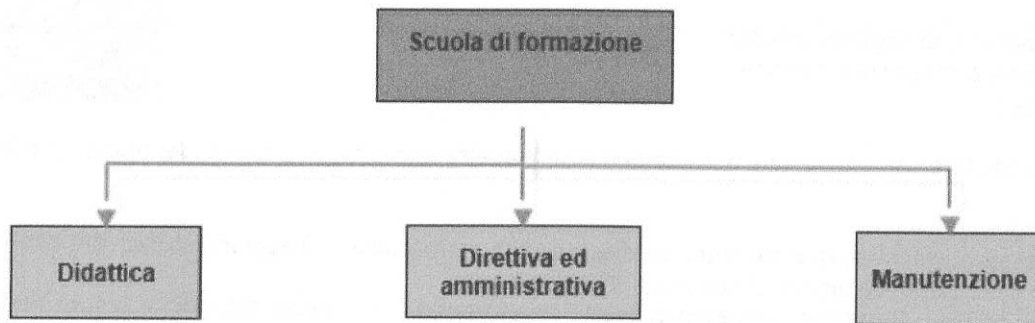 Scuola di formazione
Didattica
Direttiva ed
amministrativa
Manutenzione